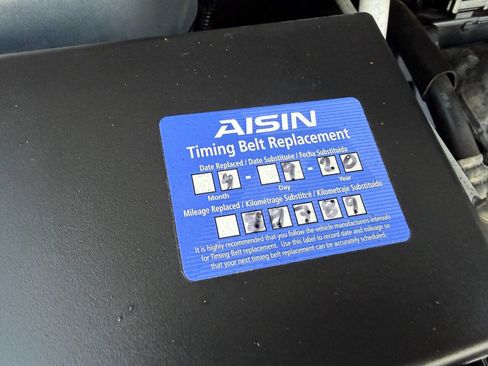 AISIN
Timing Belt Replacement
Date Replaced / Date Substituée / Fecha Substituida
Month Day Year
Mileage Replaced / Kilométrage Substitcé / Kilometraje Substituido
It is highly recommended that you follow the vehicle manufacturers intervals
for Timing Belt replacement. Use this label to record date and mileage so
that your next timing belt replacement can be accurately scheduled.